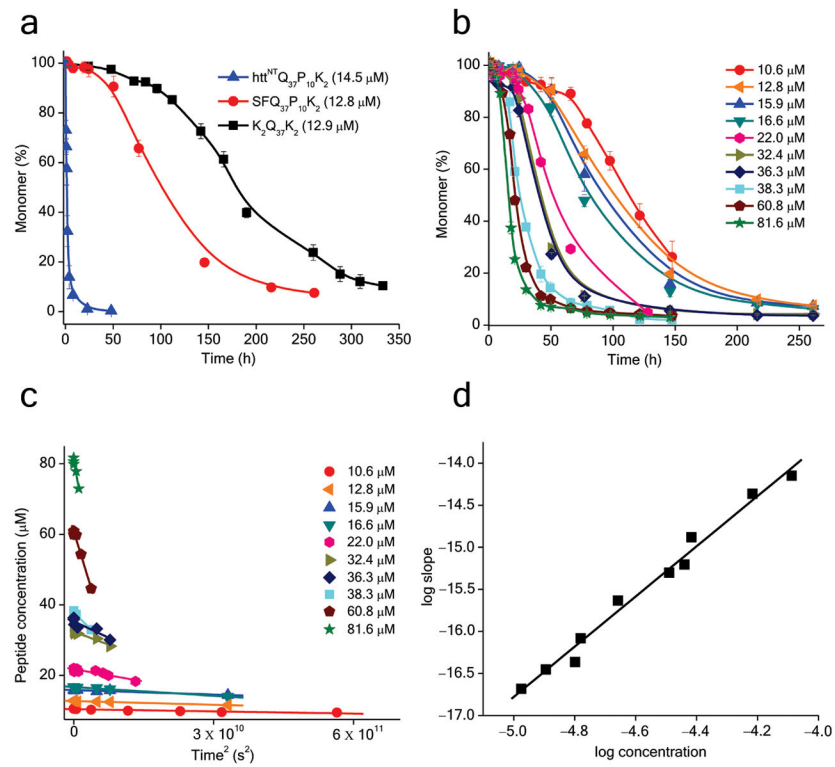 a
Monomer (%)
100
80
60
40
20
0
httNTQ37P10K2 (14.5 μM)
SFQ37P10K2 (12.8 μM)
K2Q37K2 (12.9 μM)
0 50 100 150 200 250 300 350
Time (h)
b
Monomer (%)
100
80
60
40
20
0
10.6 μM
12.8 μM
15.9 μM
16.6 μM
22.0 μM
32.4 μM
36.3 μM
38.3 μM
60.8 μM
81.6 μM
0 50 100 150 200 250
Time (h)
c
Peptide concentration (μM)
80
60
40
20
0
10.6 μM
12.8 μM
15.9 μM
16.6 μM
22.0 μM
32.4 μM
36.3 μM
38.3 μM
60.8 μM
81.6 μM
0 3 x 10^10 6 x 10^11
Time2 (s2)
d
log slope
−14.0
−14.5
−15.0
−15.5
−16.0
−16.5
−17.0
−5.0 −4.8 −4.6 −4.4 −4.2 −4.0
log concentration